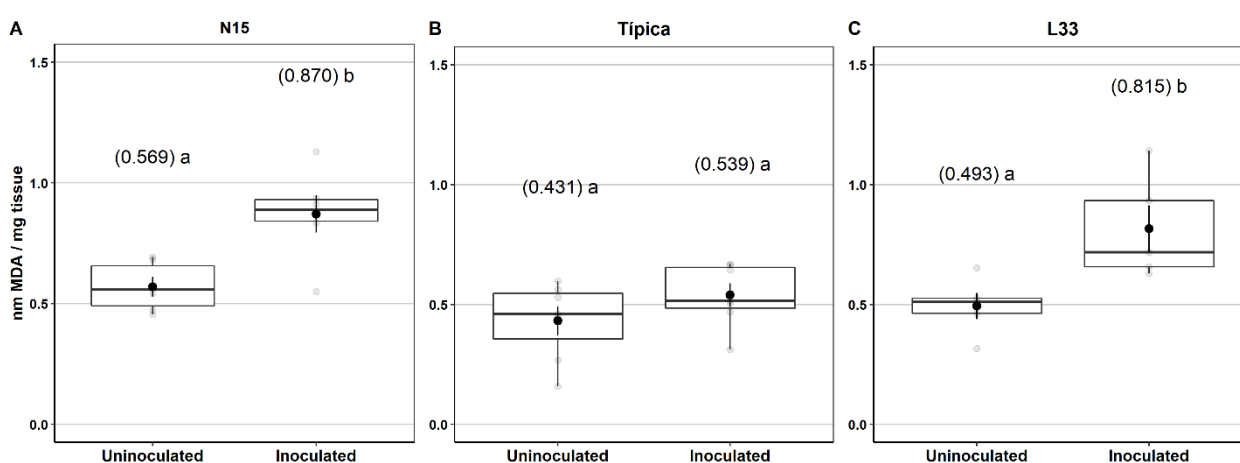 A
N15
B
Típica
C
L33
nm MDA / mg tissue
1.5
1.0
0.5
0.0
(0.569) a
(0.870) b
Uninoculated
Inoculated
1.5
1.0
0.5
0.0
(0.431) a
(0.539) a
Uninoculated
Inoculated
1.5
1.0
0.5
0.0
(0.493) a
(0.815) b
Uninoculated
Inoculated